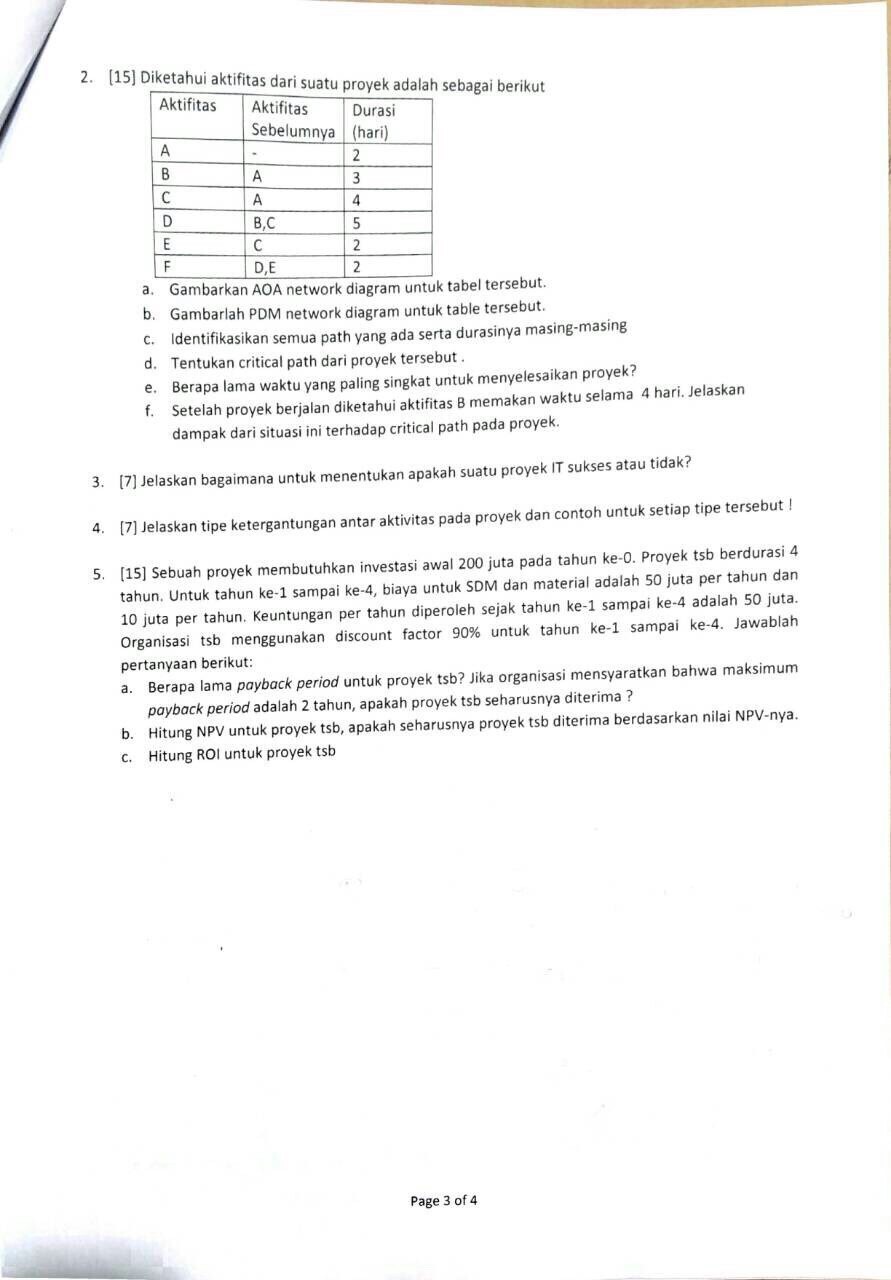 2. [15] Diketahui aktifitas dari suatu proyek adalah sebagai berikut
Aktifitas Aktifitas Sebelumnya Durasi (hari)
A - 2
B A 3
C A 4
D B,C 5
E C 2
F D,E 2
a. Gambarkan AOA network diagram untuk tabel tersebut.
b. Gambarlah PDM network diagram untuk table tersebut.
c. Identifikasikan semua path yang ada serta durasinya masing-masing
d. Tentukan critical path dari proyek tersebut .
e. Berapa lama waktu yang paling singkat untuk menyelesaikan proyek?
f. Setelah proyek berjalan diketahui aktifitas B memakan waktu selama 4 hari. Jelaskan
dampak dari situasi ini terhadap critical path pada proyek.
3. [7] Jelaskan bagaimana untuk menentukan apakah suatu proyek IT sukses atau tidak?
4. [7] Jelaskan tipe ketergantungan antar aktivitas pada proyek dan contoh untuk setiap tipe tersebut !
5. [15] Sebuah proyek membutuhkan investasi awal 200 juta pada tahun ke-0. Proyek tsb berdurasi 4
tahun. Untuk tahun ke-1 sampai ke-4, biaya untuk SDM dan material adalah 50 juta per tahun dan
10 juta per tahun. Keuntungan per tahun diperoleh sejak tahun ke-1 sampai ke-4 adalah 50 juta.
Organisasi tsb menggunakan discount factor 90% untuk tahun ke-1 sampai ke-4. Jawablah
pertanyaan berikut:
a. Berapa lama payback period untuk proyek tsb? Jika organisasi mensyaratkan bahwa maksimum
payback period adalah 2 tahun, apakah proyek tsb seharusnya diterima ?
b. Hitung NPV untuk proyek tsb, apakah seharusnya proyek tsb diterima berdasarkan nilai NPV-nya.
c. Hitung ROI untuk proyek tsb
Page 3 of 4